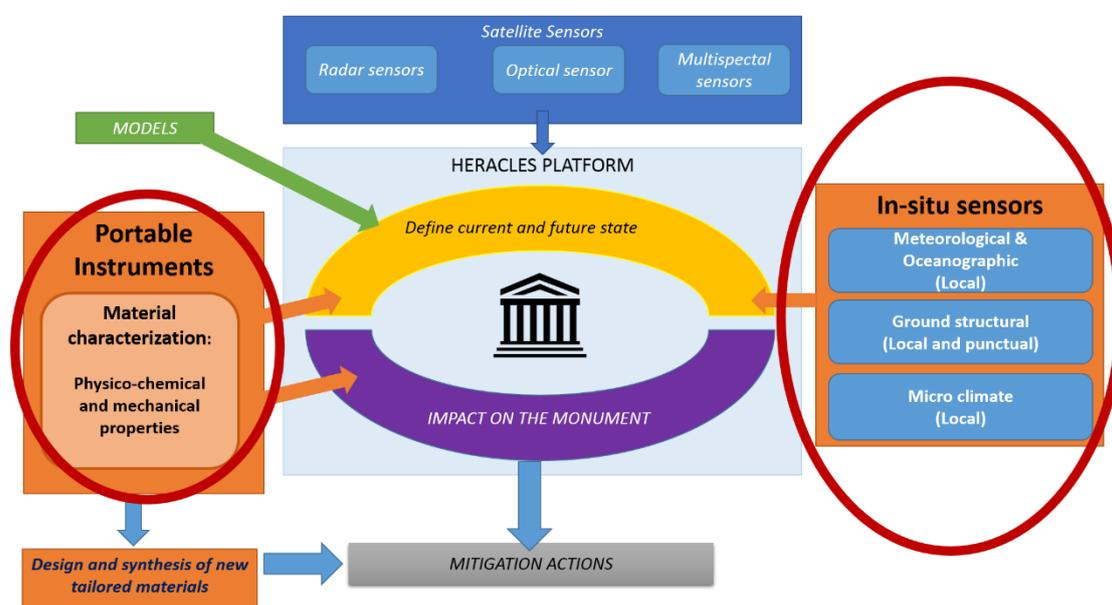 Satellite Sensors
Radar sensors
Optical sensor
Multispectal
sensors
MODELS
HERACLES PLATFORM
Define current and future state
Portable
Instruments
Material
characterization:
Physico-chemical
and mechanical
properties
In-situ sensors
Meteorological &
Oceanographic
(Local)
Ground structural
(Local and punctual)
Micro climate
(Local)
IMPACT ON THE MONUMENT
Design and synthesis of new
tailored materials
MITIGATION ACTIONS